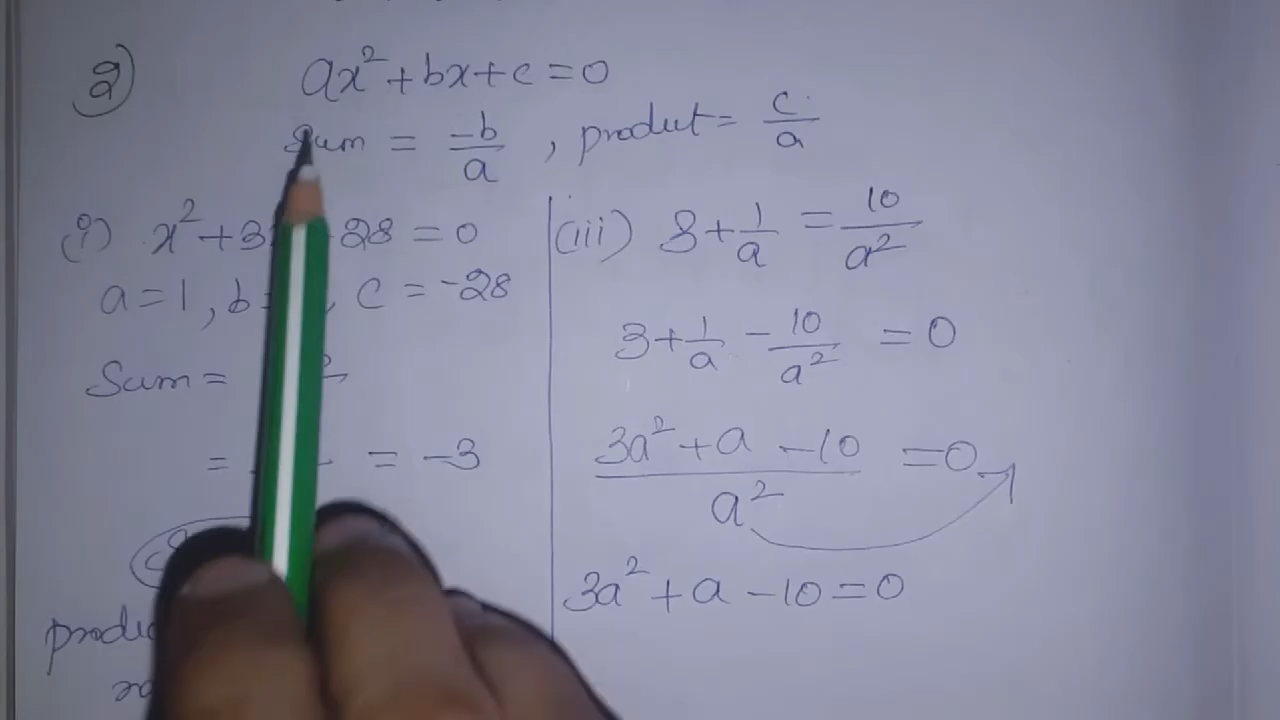 2)
ax² + bx + c = 0
Sum = -b/a , produt = c/a
(i) x² + 3 28 = 0
a = 1 , b c = -28
Sum =
= = -3
(iii) 3 + 1/a = 10/a²
3 + 1/a - 10/a² = 0
3a² + a - 10 / a² = 0
3a² + a - 10 = 0